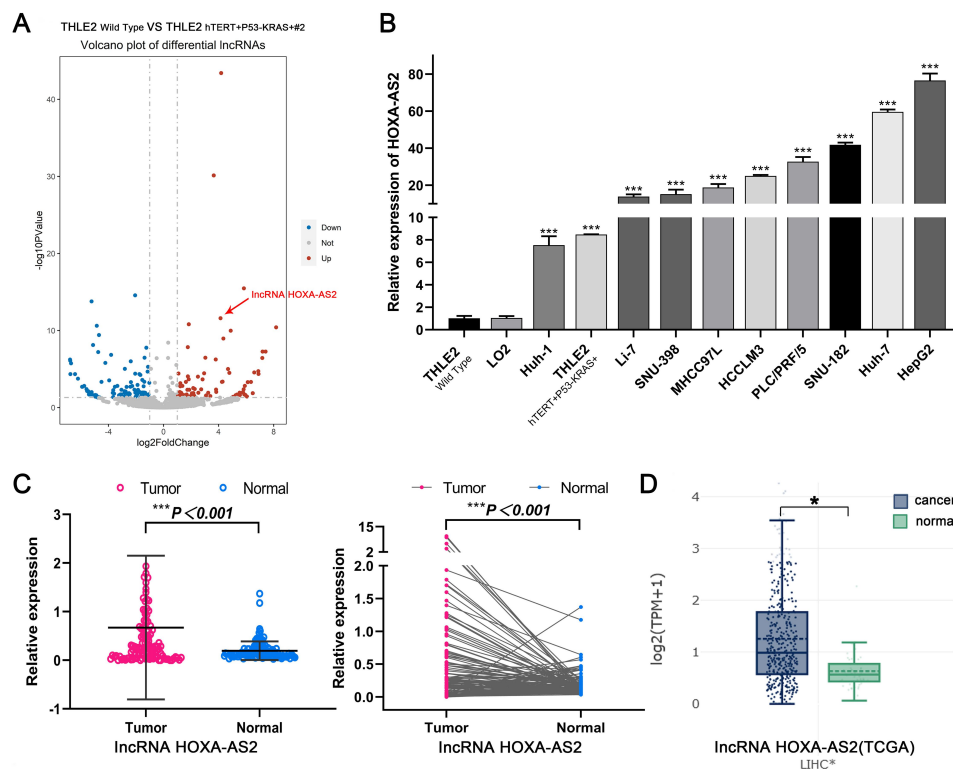 A
THLE2 Wild Type VS THLE2 hTERT+P53-KRAS+#2
Volcano plot of differential lncRNAs
40
30
20
10
0
-log10PValue
-4
0
4
8
log2FoldChange
Down
Not
Up
lncRNA HOXA-AS2
B
Relative expression of HOXA-AS2
80
60
40
20
10
8
6
4
2
0
***
***
***
***
***
***
***
***
***
***
THLE2
Wild Type
LO2
Huh-1
THLE2
hTERT+P53-KRAS+
Li-7
SNU-398
MHCC97L
HCCLM3
PLC/PRF/5
SNU-182
Huh-7
HepG2
C
Tumor
Normal
***P＜0.001
Relative expression
3
2
1
0
-1
Tumor
Normal
lncRNA HOXA-AS2
Tumor
Normal
***P＜0.001
Relative expression
15
2
2.0
1.5
1.0
0.5
0.0
Tumor
Normal
lncRNA HOXA-AS2
D
cancer
norma
*
log2(TPM+1)
4
3
2
1
0
lncRNA HOXA-AS2(TCGA)
LIHC*